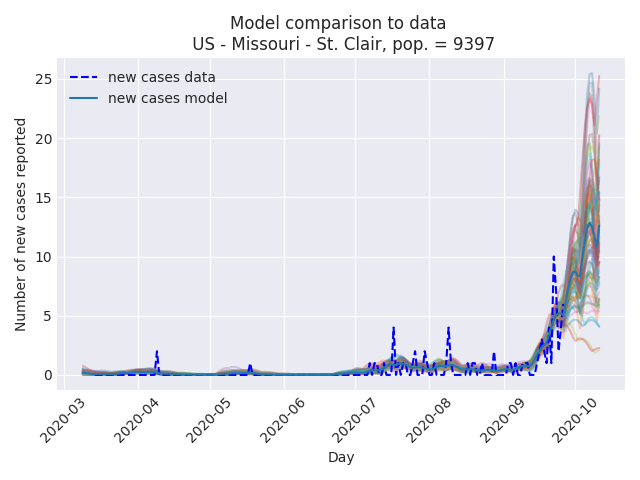 Model comparison to data
US - Missouri - St. Clair, pop. = 9397
new cases data
new cases model
Number of new cases reported
25
20
15
10
5
0
2020-03
2020-04
2020-05
2020-06
2020-07
2020-08
2020-09
2020-10
Day